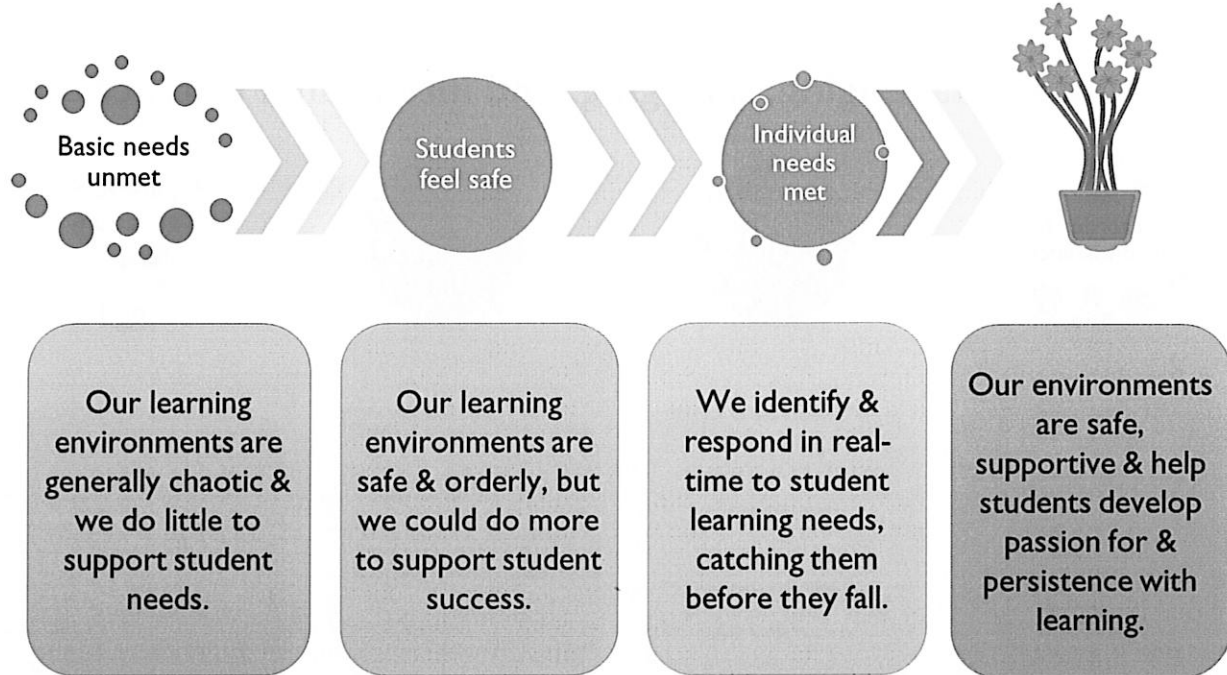 Basic needs
unmet
Students
feel safe
Individual
needs
met
Our learning
environments are
generally chaotic &
we do little to
support student
needs.
Our learning
environments are
safe & orderly, but
we could do more
to support student
success.
We identify &
respond in real-
time to student
learning needs,
catching them
before they fall.
Our environments
are safe,
supportive & help
students develop
passion for &
persistence with
learning.